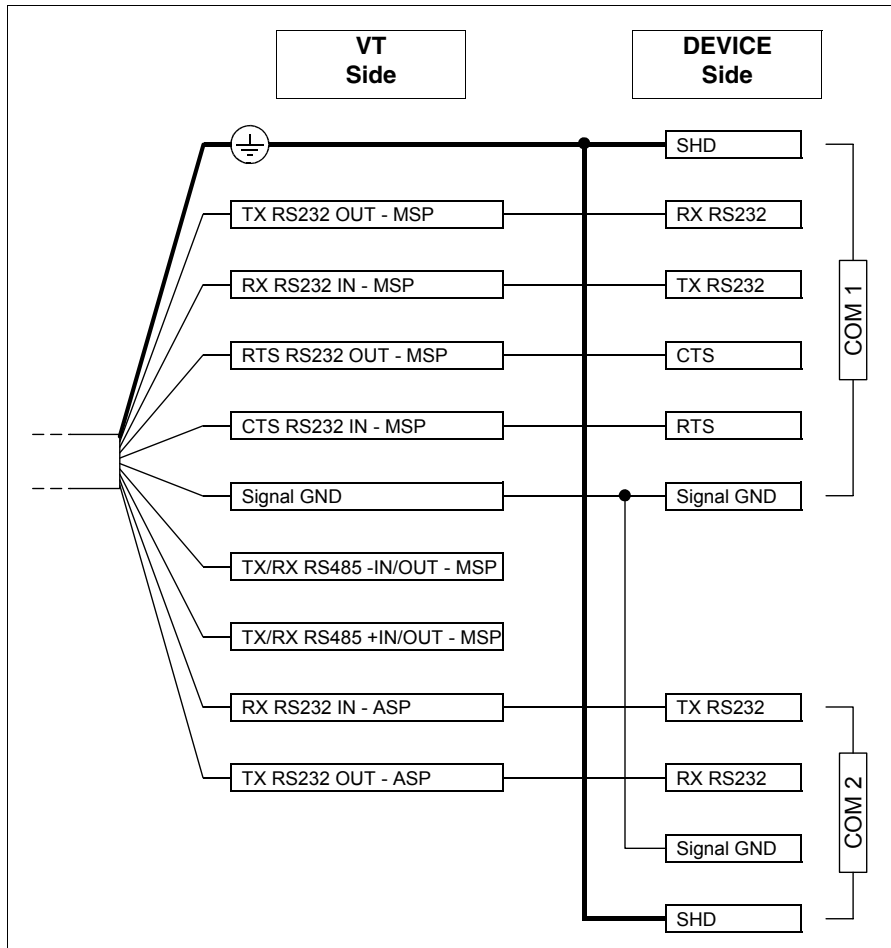 VT
Side
DEVICE
Side
SHD
TX RS232 OUT - MSP
RX RS232
RX RS232 IN - MSP
TX RS232
RTS RS232 OUT - MSP
CTS
CTS RS232 IN - MSP
RTS
Signal GND
Signal GND
COM 1
TX/RX RS485 -IN/OUT - MSP
TX/RX RS485 +IN/OUT - MSP
RX RS232 IN - ASP
TX RS232
TX RS232 OUT - ASP
RX RS232
Signal GND
SHD
COM 2